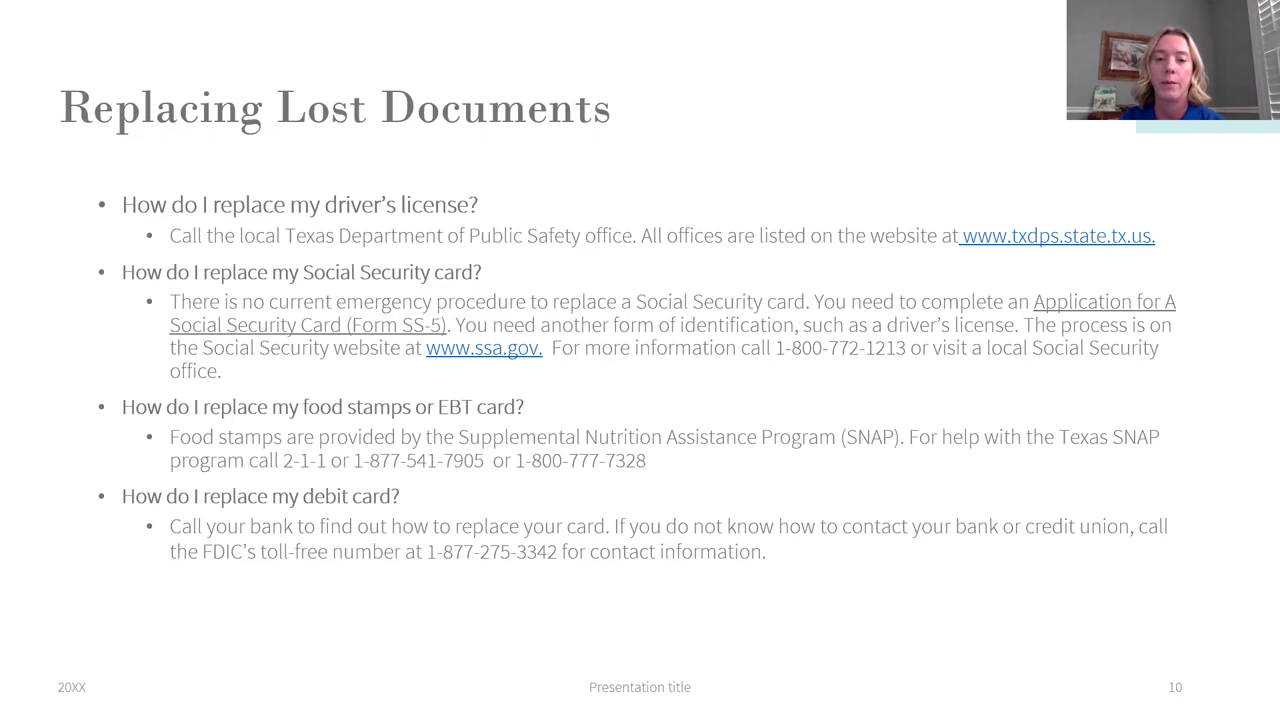 Replacing Lost Documents
• How do I replace my driver’s license?
• Call the local Texas Department of Public Safety office. All offices are listed on the website at www.txdps.state.tx.us.
• How do I replace my Social Security card?
• There is no current emergency procedure to replace a Social Security card. You need to complete an Application for A
Social Security Card (Form SS-5). You need another form of identification, such as a driver’s license. The process is on
the Social Security website at www.ssa.gov. For more information call 1-800-772-1213 or visit a local Social Security
office.
• How do I replace my food stamps or EBT card?
• Food stamps are provided by the Supplemental Nutrition Assistance Program (SNAP). For help with the Texas SNAP
program call 2-1-1 or 1-877-541-7905 or 1-800-777-7328
• How do I replace my debit card?
• Call your bank to find out how to replace your card. If you do not know how to contact your bank or credit union, call
the FDIC’s toll-free number at 1-877-275-3342 for contact information.
20XX
Presentation title
10